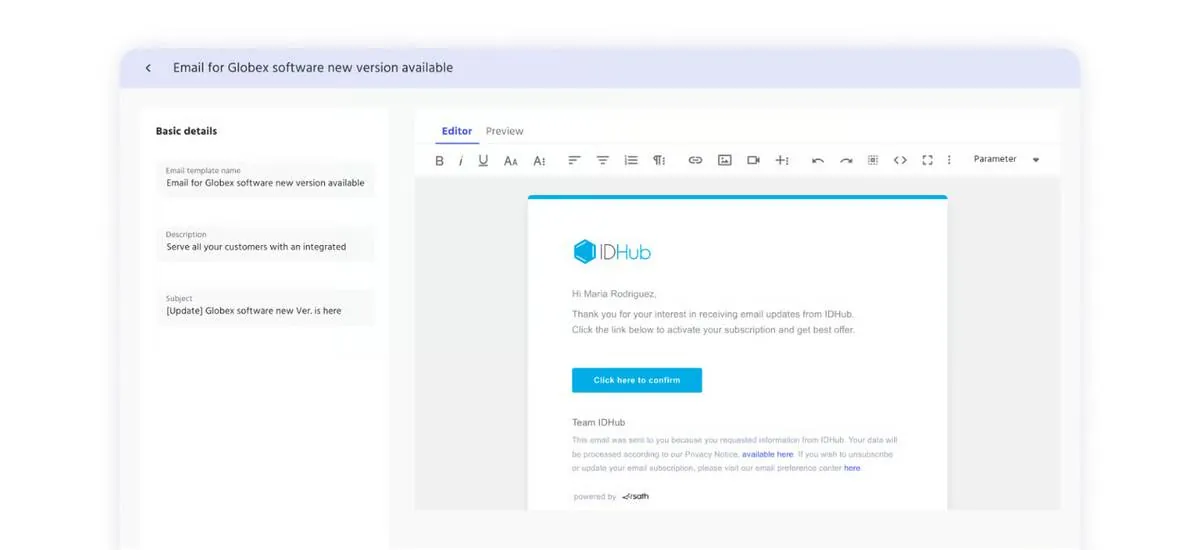 Email for Globex software new version available
Basic details
Email template name
Email for Globex software new version available
Description
Serve all your customers with an integrated
Subject
[Update] Globex software new Ver. is here
Editor Preview
Parameter
IDHub
Hi Maria Rodriguez,
Thank you for your interest in receiving email updates from IDHub.
Click the link below to activate your subscription and get best offer.
Click here to confirm
Team IDHub
This email was sent to you because you requested information from IDHub. Your data will
be processed according to our Privacy Notice, available here. If you wish to unsubscribe
or update your email subscription, please visit our email preference center here.
powered by sath